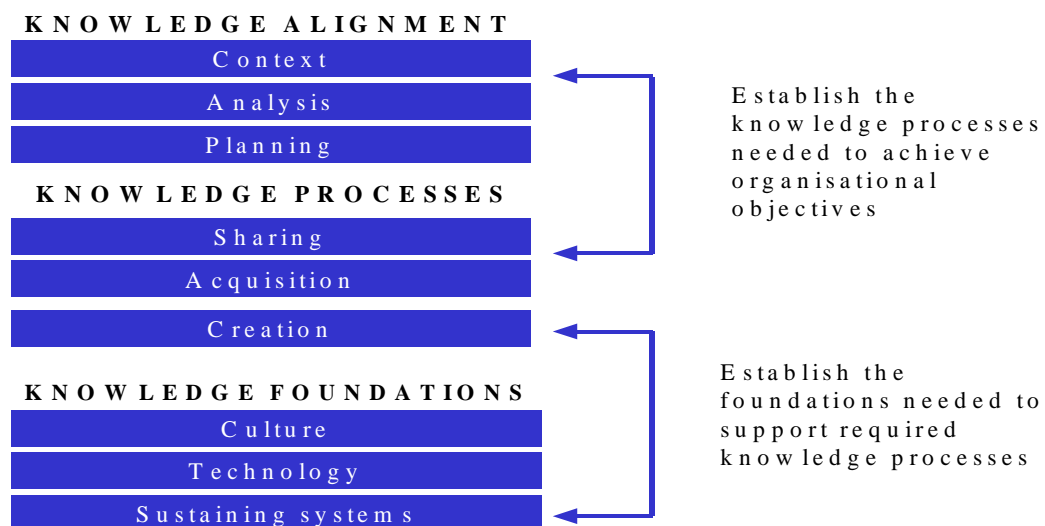 KNOWLEDGE ALIGNMENT
Context
Analysis
Planning
KNOWLEDGE PROCESSES
Sharing
Acquisition
Creation
KNOWLEDGE FOUNDATIONS
Culture
Technology
Sustaining systems
Establish the
knowledge processes
needed to achieve
organisational
objectives
Establish the
foundations needed to
support required
knowledge processes